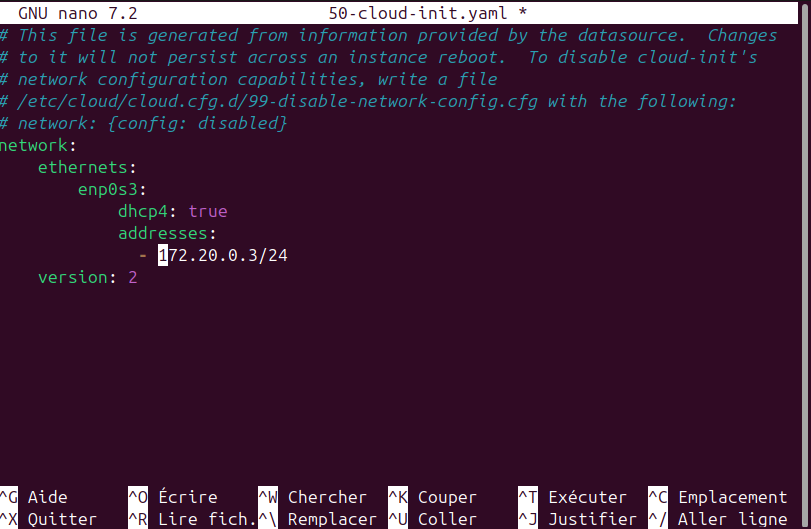 GNU nano 7.2 50-cloud-init.yaml *
# This file is generated from information provided by the datasource.  Changes
# to it will not persist across an instance reboot.  To disable cloud-init's
# network configuration capabilities, write a file
# /etc/cloud/cloud.cfg.d/99-disable-network-config.cfg with the following:
# network: {config: disabled}
network:
    ethernets:
        enp0s3:
            dhcp4: true
            addresses:
              - 172.20.0.3/24
    version: 2
^G Aide ^O Écrire ^W Chercher ^K Couper ^T Exécuter ^C Emplacement
^X Quitter ^R Lire fich. ^\ Remplacer ^U Coller ^J Justifier ^/ Aller ligne